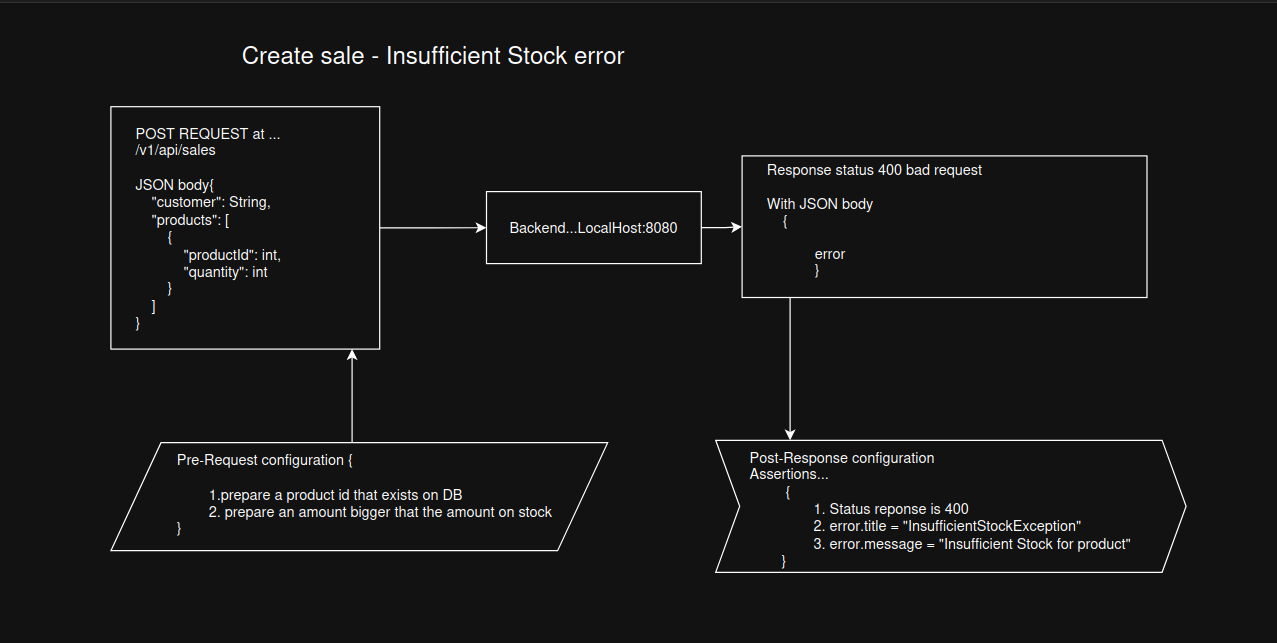 Create sale - Insufficient Stock error
POST REQUEST at ...
/v1/api/sales
JSON body{
"customer": String,
"products": [
{
"productId": int,
"quantity": int
}
]
}
Backend...LocalHost:8080
Response status 400 bad request
With JSON body
{
error
}
Pre-Request configuration {
1.prepare a product id that exists on DB
2. prepare an amount bigger that the amount on stock
}
Post-Response configuration
Assertions...
{
1. Status reponse is 400
2. error.title = "InsufficientStockException"
3. error.message = "Insufficient Stock for product"
}